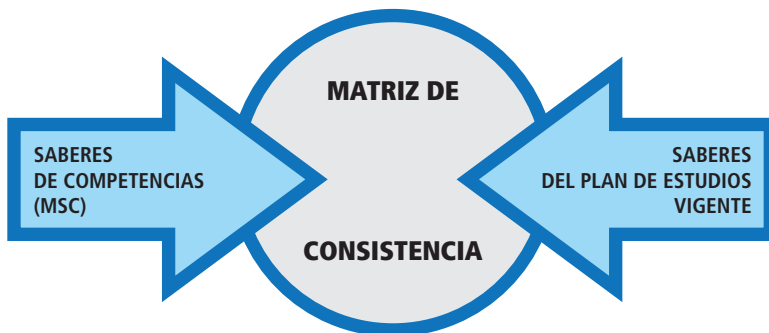 MATRIZ DE
SABERES
DE COMPETENCIAS
(MSC)
SABERES
DEL PLAN DE ESTUDIOS
VIGENTE
CONSISTENCIA